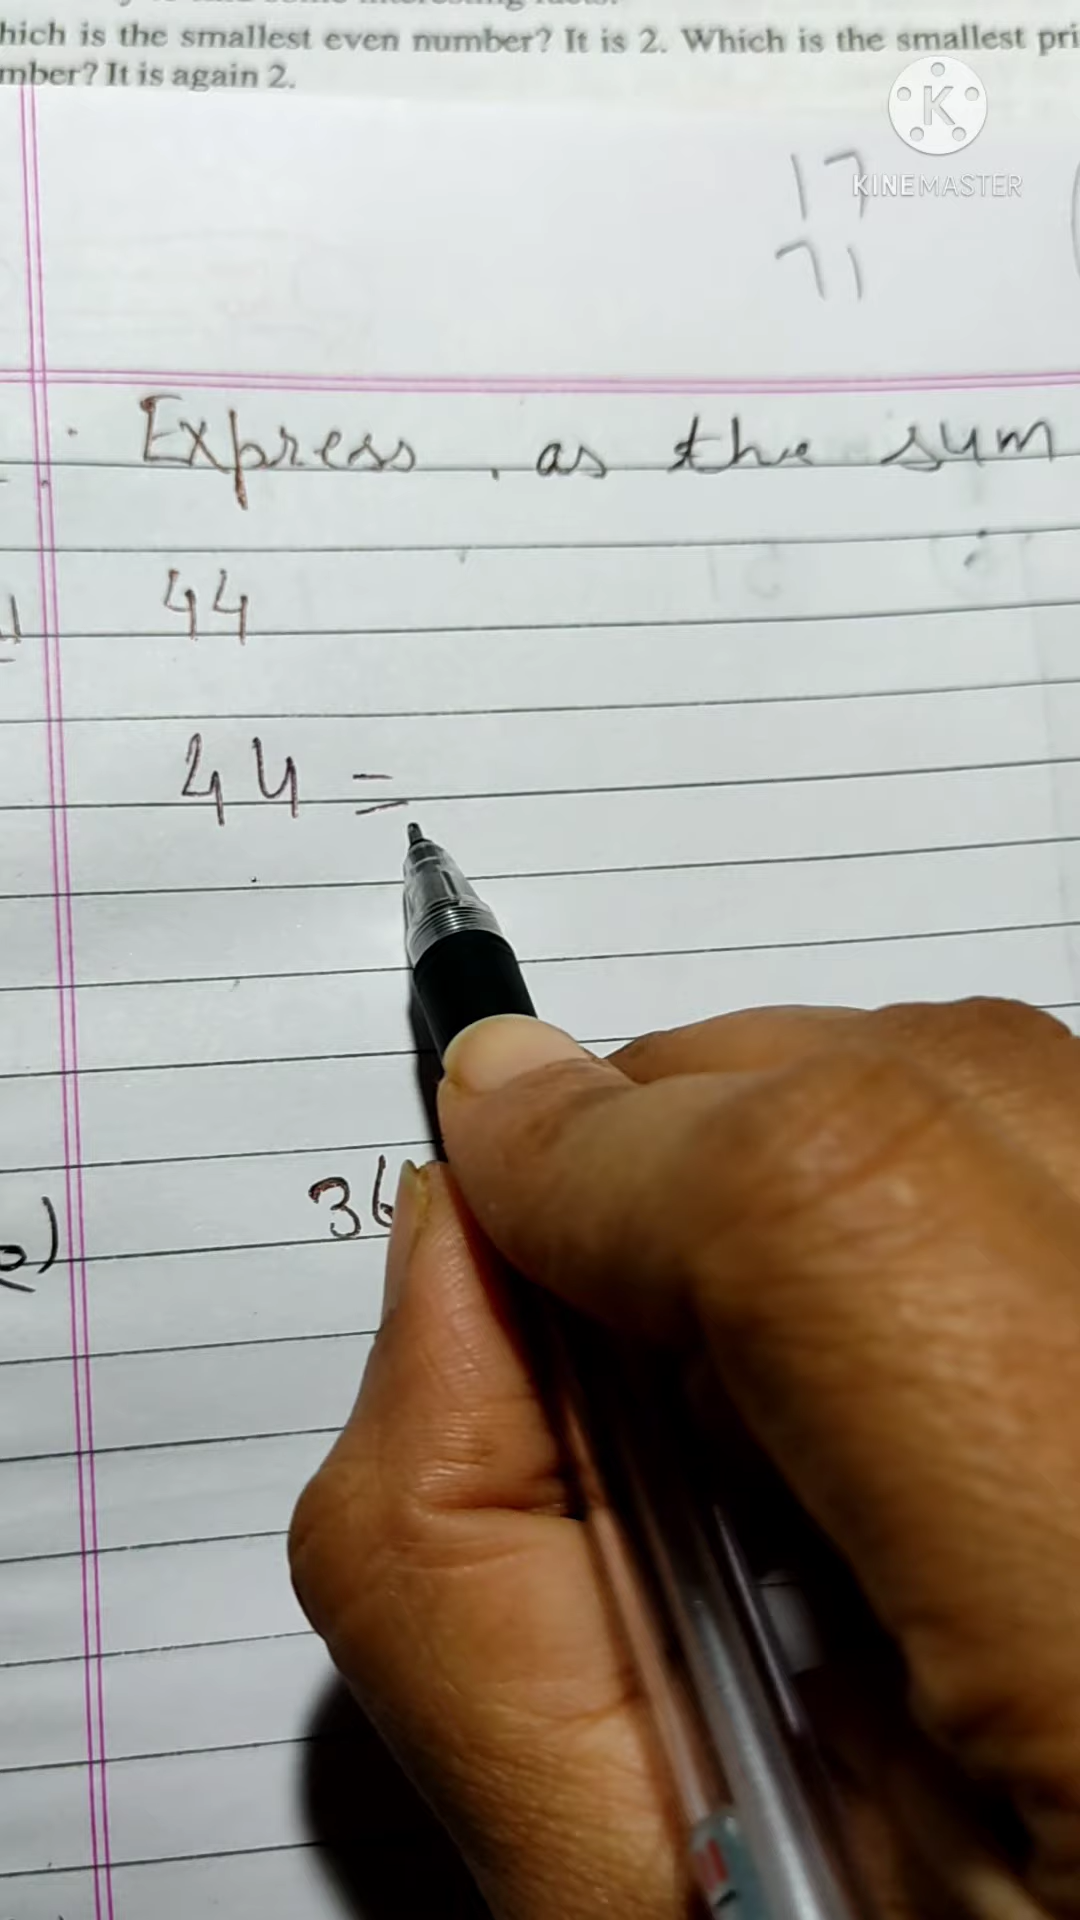 hich is the smallest even number? It is 2. Which is the smallest pri
mber? It is again 2.
K
KINEMASTER
17
71
Express as the sum
44
44 =
36